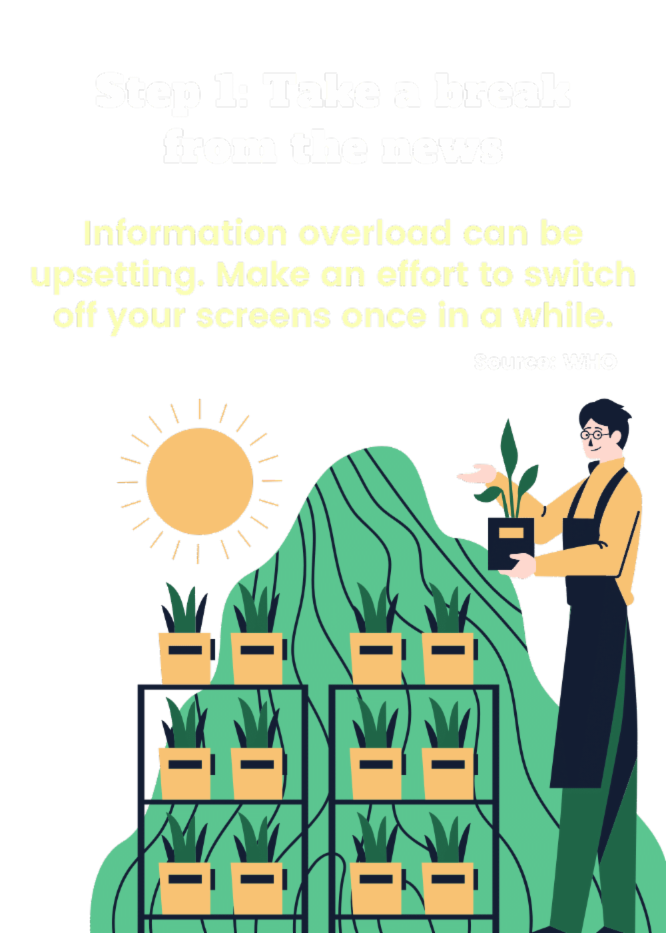 Step 1: Take a break
from the news
Information overload can be
upsetting. Make an effort to switch
off your screens once in a while.
Source: WHO